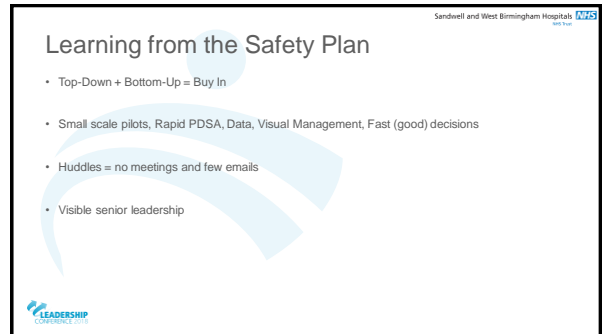 Sandwell and West Birmingham Hospitals NHS
NHS Trust
Learning from the Safety Plan
• Top-Down + Bottom-Up = Buy In
• Small scale pilots, Rapid PDSA, Data, Visual Management, Fast (good) decisions
• Huddles = no meetings and few emails
• Visible senior leadership
LEADERSHIP
CONFERENCE 2018